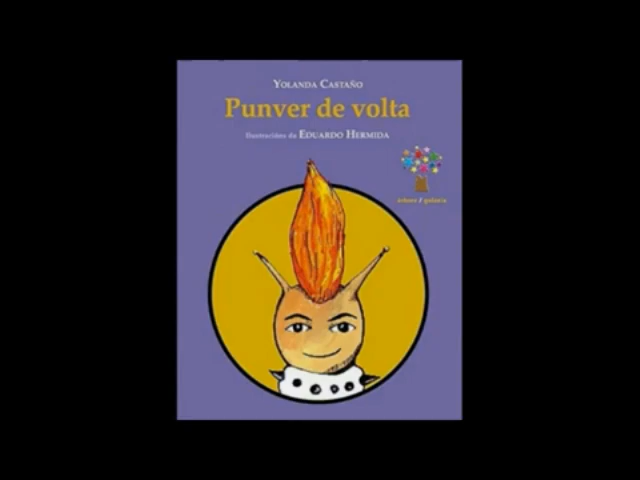 YOLANDA CASTAÑO
Punver de volta
Ilustracións de EDUARDO HERMIDA
árbore / galaxia